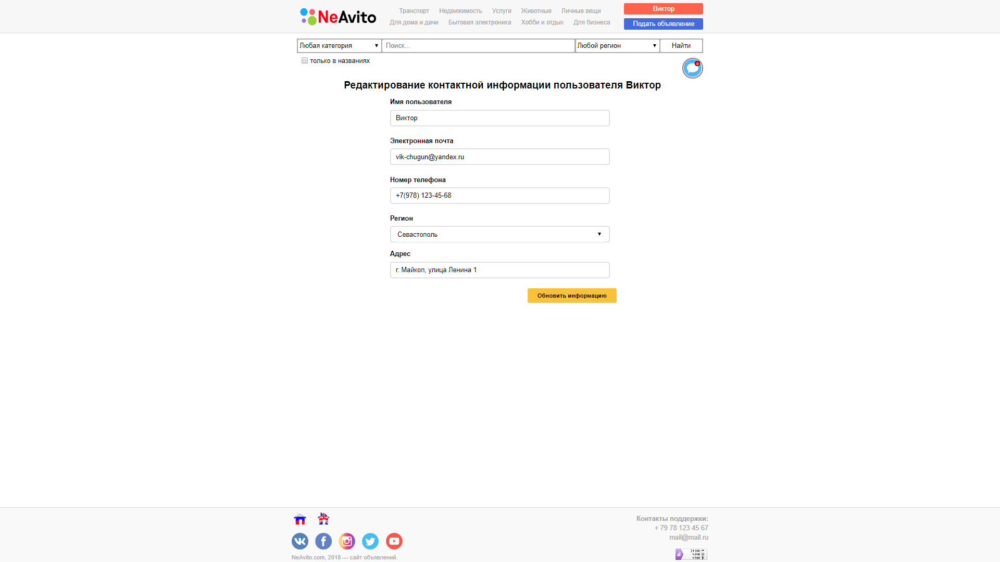 NeAvito
Транспорт Недвижимость Услуги Животные Личные вещи
Для дома и дачи Бытовая электроника Хобби и отдых Для бизнеса
Виктор
Подать объявление
Любая категория Поиск... Любой регион Найти
только в названиях
Редактирование контактной информации пользователя Виктор
Имя пользователя
Виктор
Электронная почта
vik-chugun@yandex.ru
Номер телефона
+7(978) 123-45-68
Регион
Севастополь
Адрес
г. Майкоп, улица Ленина 1
Обновить информацию
Контакты поддержки:
+ 79 78 123 45 67
mail@mail.ru
NeAvito.com, 2018 — сайт объявлений.